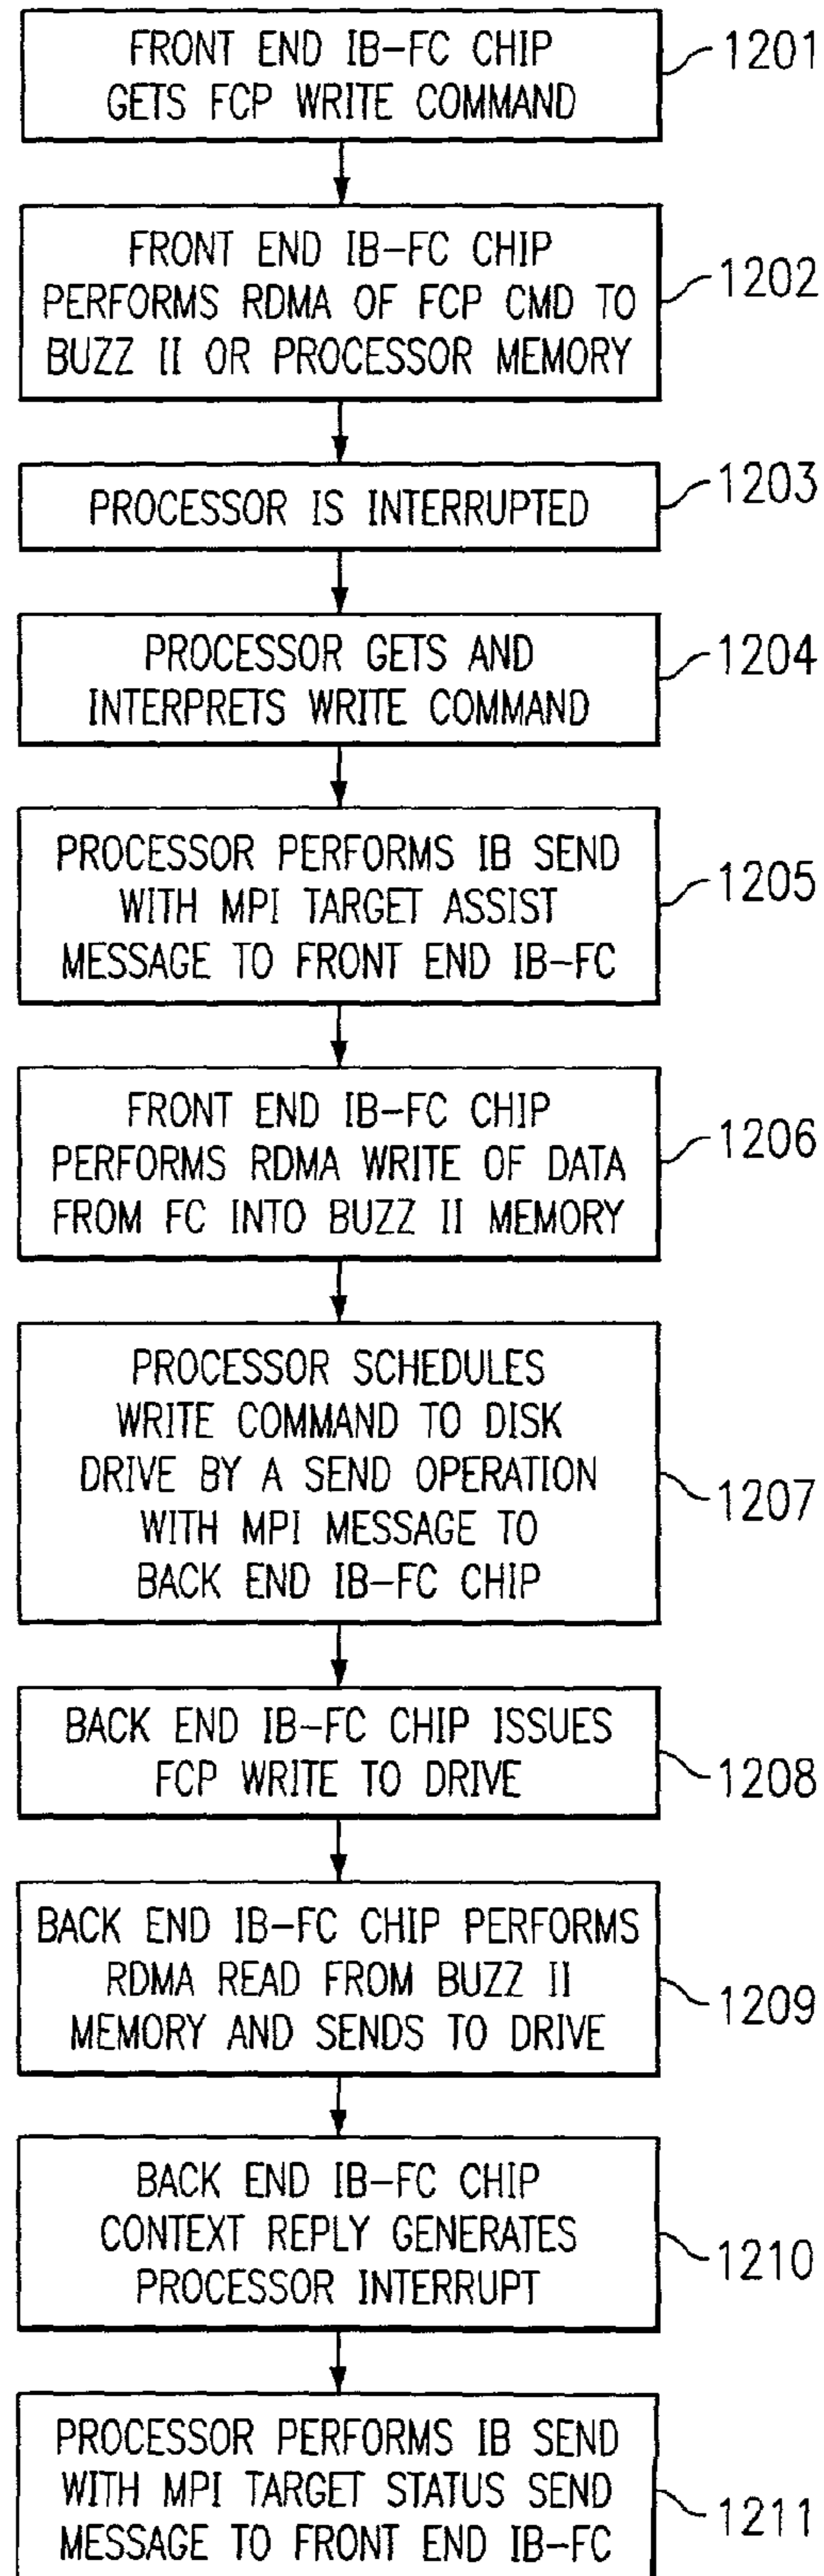 FRONT END IB-FC CHIP
GETS FCP WRITE COMMAND
1201
FRONT END IB-FC CHIP
PERFORMS RDMA OF FCP CMD TO
BUZZ II OR PROCESSOR MEMORY
1202
PROCESSOR IS INTERRUPTED
1203
PROCESSOR GETS AND
INTERPRETS WRITE COMMAND
1204
PROCESSOR PERFORMS IB SEND
WITH MPI TARGET ASSIST
MESSAGE TO FRONT END IB-FC
1205
FRONT END IB-FC CHIP
PERFORMS RDMA WRITE OF DATA
FROM FC INTO BUZZ II MEMORY
1206
PROCESSOR SCHEDULES
WRITE COMMAND TO DISK
DRIVE BY A SEND OPERATION
WITH MPI MESSAGE TO
BACK END IB-FC CHIP
1207
BACK END IB-FC CHIP ISSUES
FCP WRITE TO DRIVE
1208
BACK END IB-FC CHIP PERFORMS
RDMA READ FROM BUZZ II
MEMORY AND SENDS TO DRIVE
1209
BACK END IB-FC CHIP
CONTEXT REPLY GENERATES
PROCESSOR INTERRUPT
1210
PROCESSOR PERFORMS IB SEND
WITH MPI TARGET STATUS SEND
MESSAGE TO FRONT END IB-FC
1211